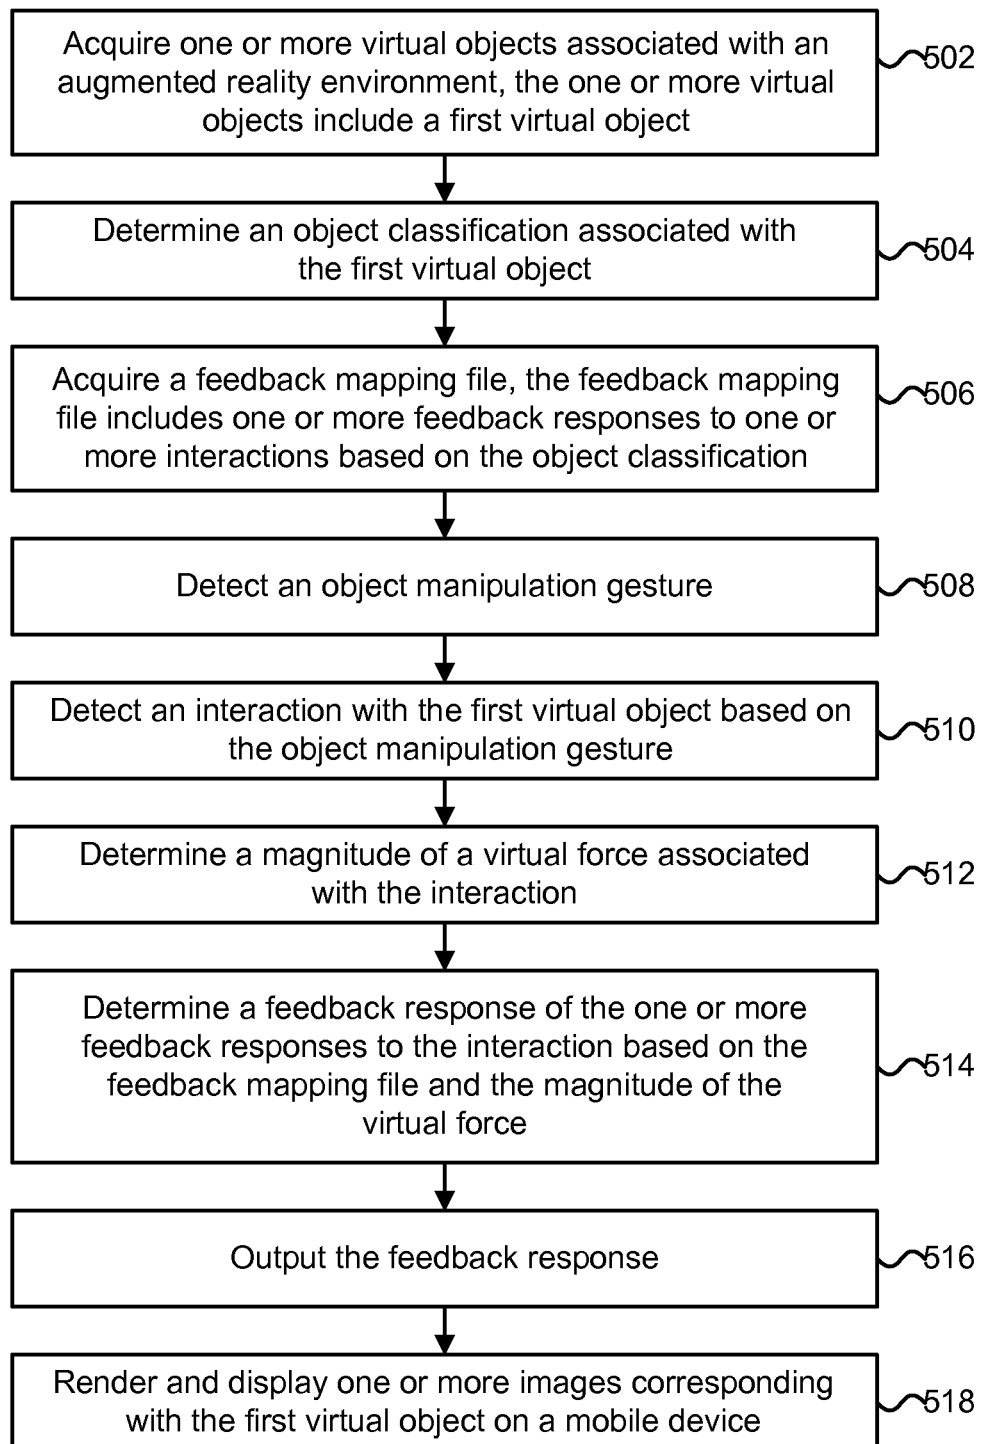 Acquire one or more virtual objects associated with an
augmented reality environment, the one or more virtual
objects include a first virtual object
502
Determine an object classification associated with
the first virtual object
504
Acquire a feedback mapping file, the feedback mapping
file includes one or more feedback responses to one or
more interactions based on the object classification
506
Detect an object manipulation gesture
508
Detect an interaction with the first virtual object based on
the object manipulation gesture
510
Determine a magnitude of a virtual force associated
with the interaction
512
Determine a feedback response of the one or more
feedback responses to the interaction based on the
feedback mapping file and the magnitude of the
virtual force
514
Output the feedback response
516
Render and display one or more images corresponding
with the first virtual object on a mobile device
518